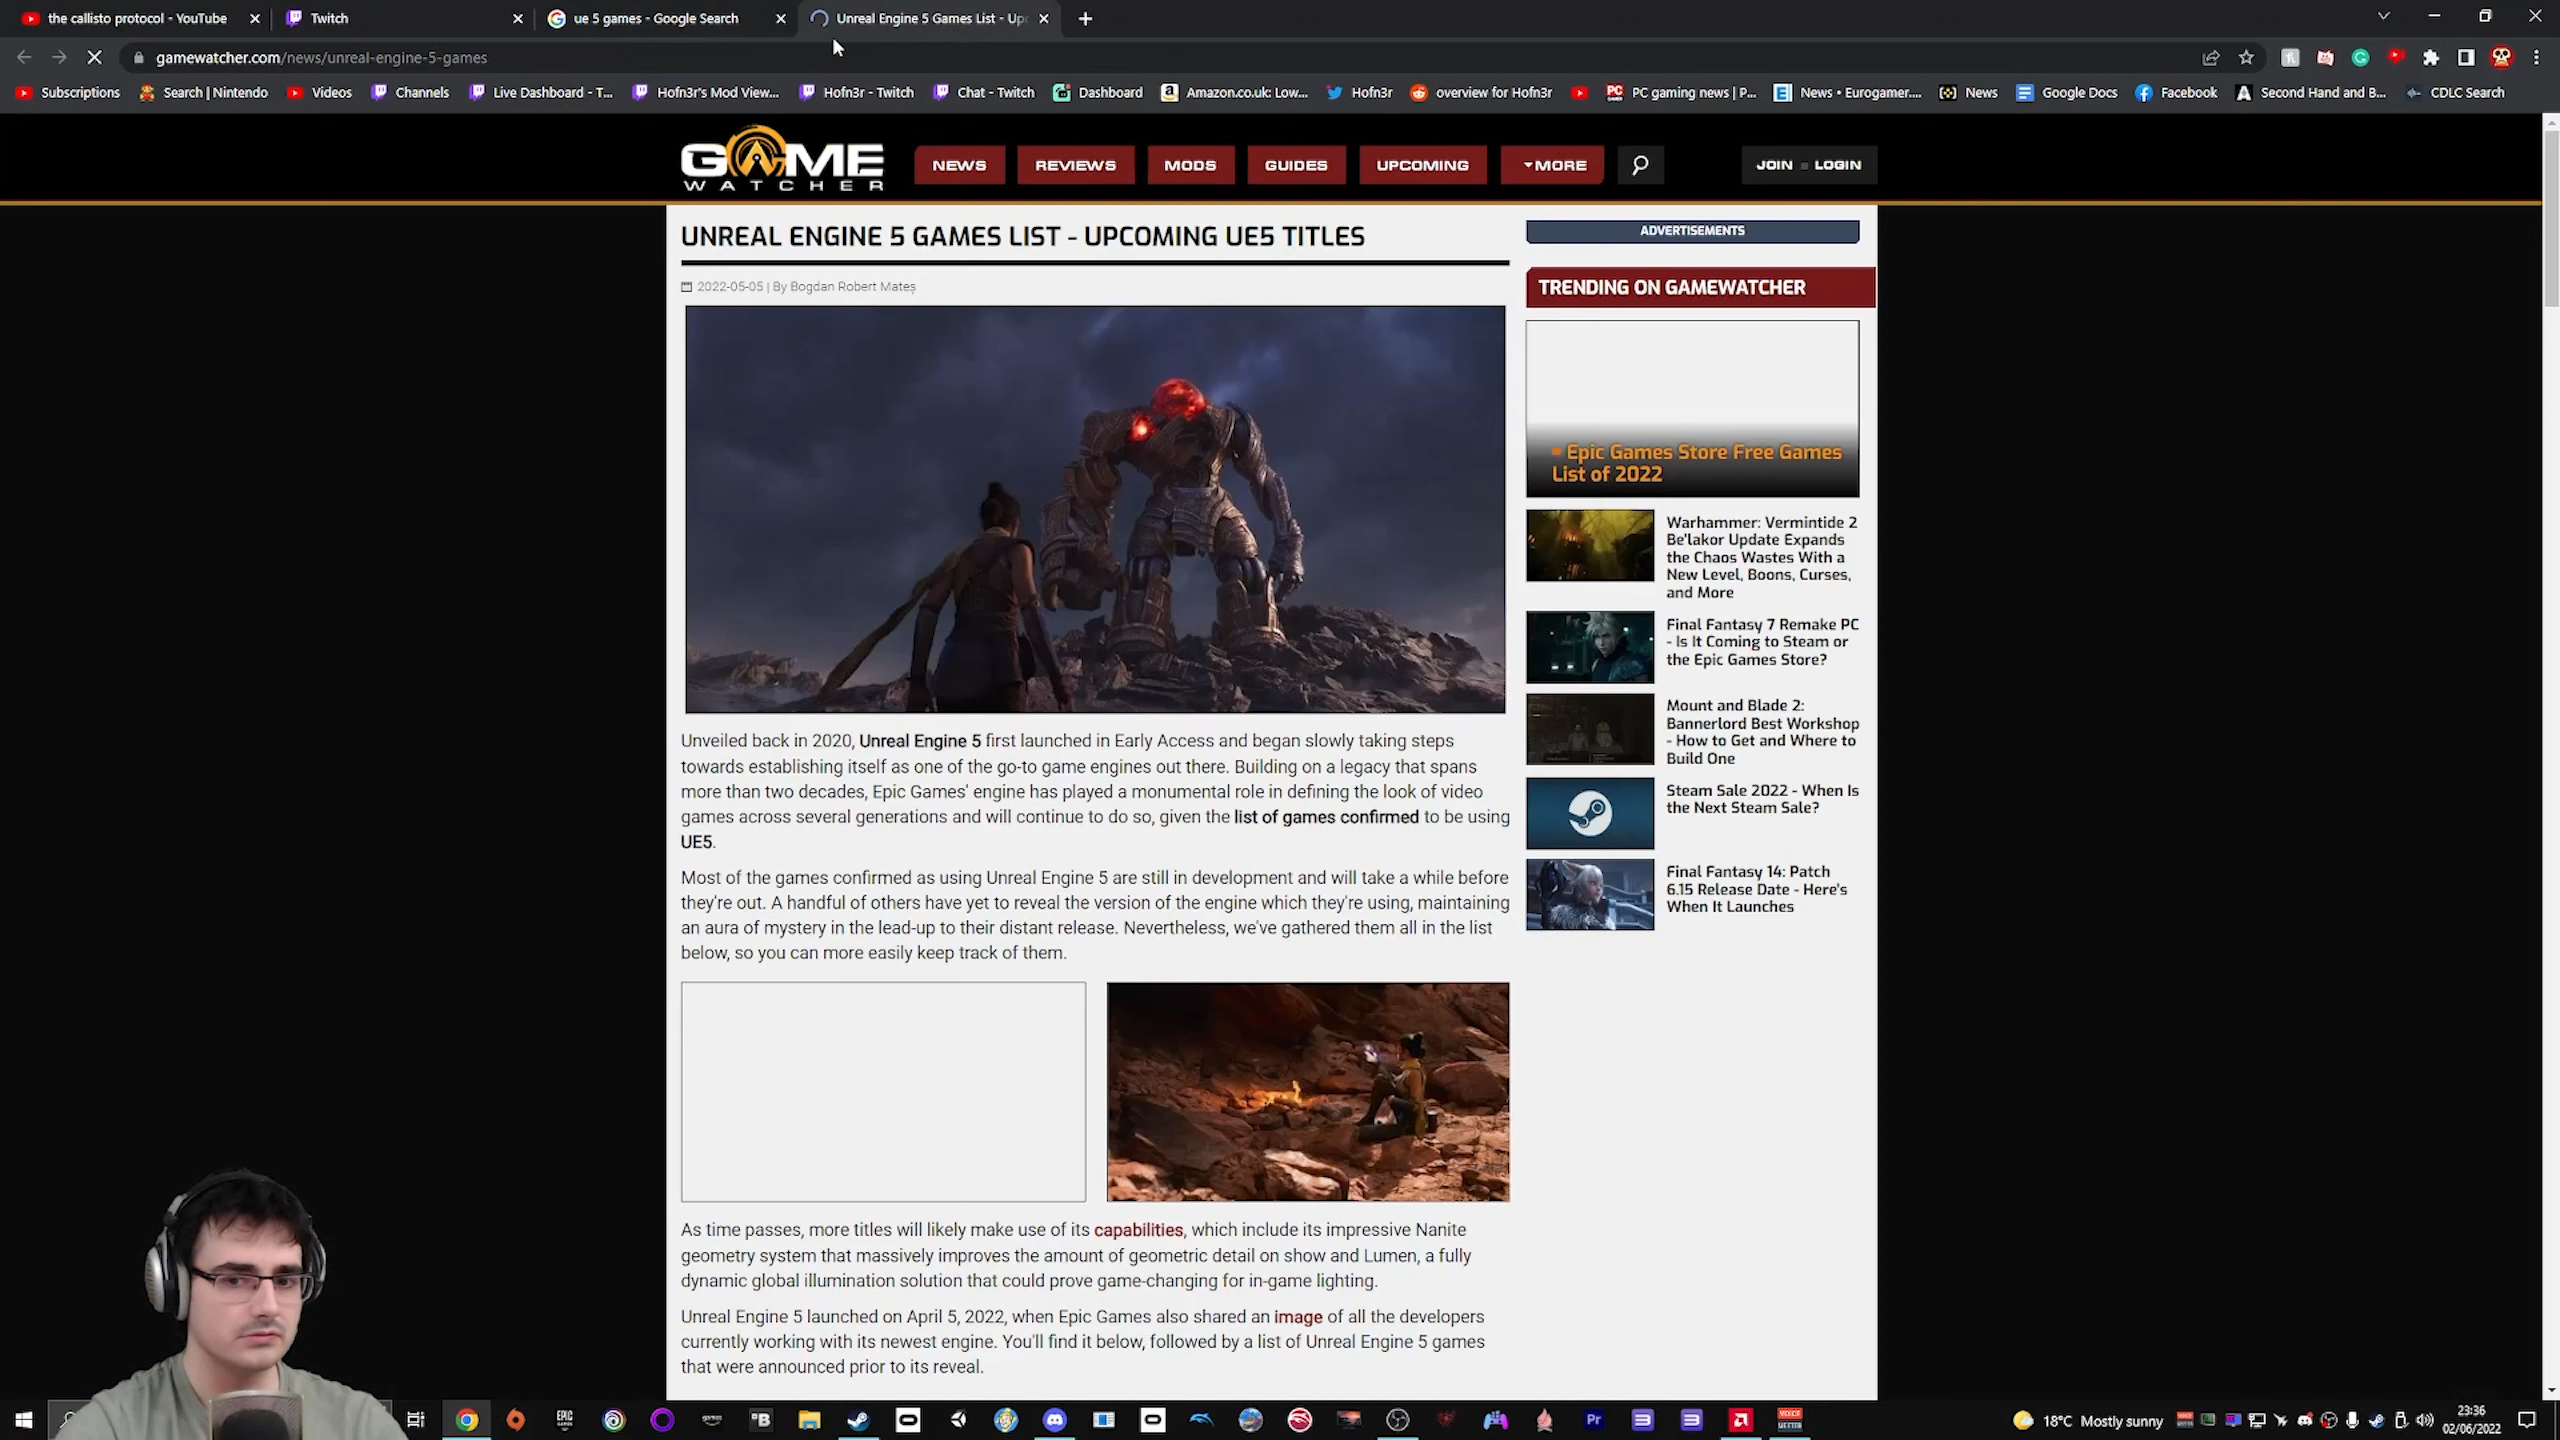 the callisto protocol - YouTube
Twitch
ue 5 games - Google Search
Unreal Engine 5 Games List - Up
gamewatcher.com/news/unreal-engine-5-games
Subscriptions
Search | Nintendo
Videos
Channels
Live Dashboard - T...
Hofn3r's Mod View...
Hofn3r - Twitch
Chat - Twitch
Dashboard
Amazon.co.uk: Low...
Hofn3r
overview for Hofn3r
PC gaming news | P...
News • Eurogamer....
News
Google Docs
Facebook
Second Hand and B...
CDLC Search
GAME
WATCHER
NEWS
REVIEWS
MODS
GUIDES
UPCOMING
MORE
JOIN
LOGIN
UNREAL ENGINE 5 GAMES LIST - UPCOMING UE5 TITLES
2022-05-05 | By Bogdan Robert Mateș
Unveiled back in 2020, Unreal Engine 5 first launched in Early Access and began slowly taking steps
towards establishing itself as one of the go-to game engines out there. Building on a legacy that spans
more than two decades, Epic Games' engine has played a monumental role in defining the look of video
games across several generations and will continue to do so, given the list of games confirmed to be using
UE5.
Most of the games confirmed as using Unreal Engine 5 are still in development and will take a while before
they're out. A handful of others have yet to reveal the version of the engine which they're using, maintaining
an aura of mystery in the lead-up to their distant release. Nevertheless, we've gathered them all in the list
below, so you can more easily keep track of them.
As time passes, more titles will likely make use of its capabilities, which include its impressive Nanite
geometry system that massively improves the amount of geometric detail on show and Lumen, a fully
dynamic global illumination solution that could prove game-changing for in-game lighting.
Unreal Engine 5 launched on April 5, 2022, when Epic Games also shared an image of all the developers
currently working with its newest engine. You'll find it below, followed by a list of Unreal Engine 5 games
that were announced prior to its reveal.
ADVERTISEMENTS
TRENDING ON GAMEWATCHER
Epic Games Store Free Games
List of 2022
Warhammer: Vermintide 2
Be'lakor Update Expands
the Chaos Wastes With a
New Level, Boons, Curses,
and More
Final Fantasy 7 Remake PC
- Is It Coming to Steam or
the Epic Games Store?
Mount and Blade 2:
Bannerlord Best Workshop
- How to Get and Where to
Build One
Steam Sale 2022 - When Is
the Next Steam Sale?
Final Fantasy 14: Patch
6.15 Release Date - Here's
When It Launches
18°C Mostly sunny
23:36
02/06/2022